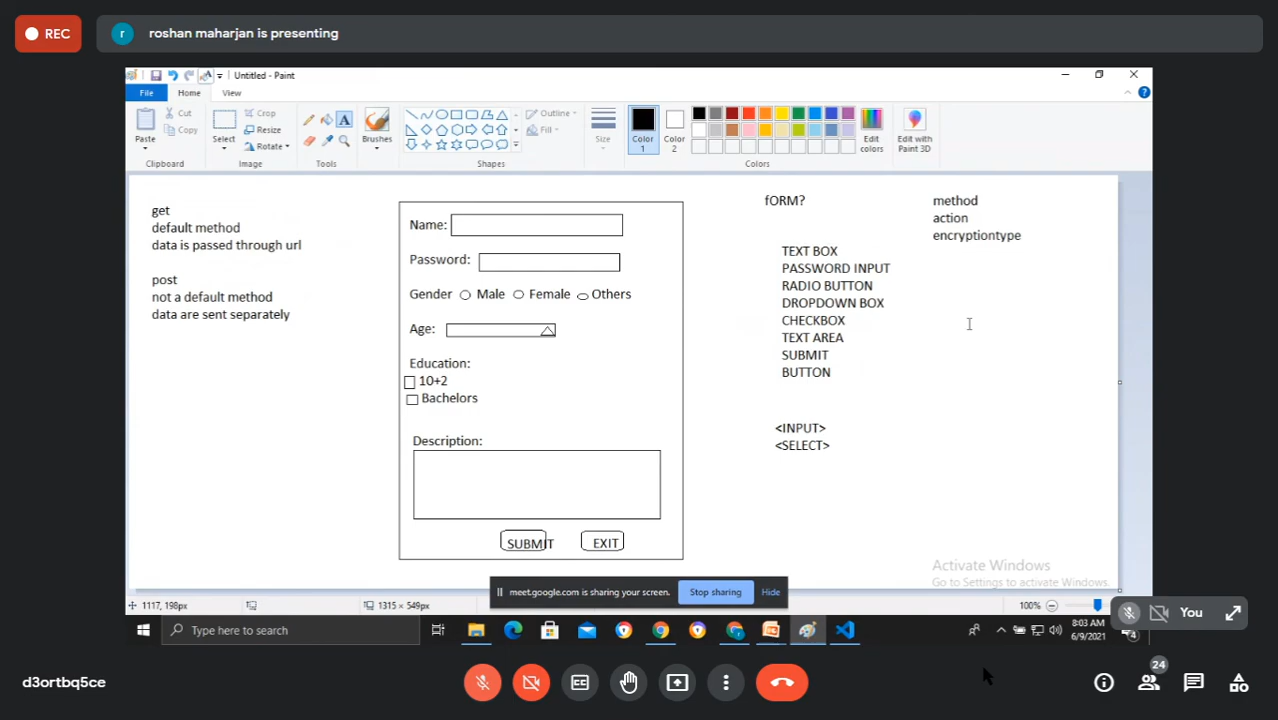 REC
r
roshan maharjan is presenting
Untitled - Paint
File
Home
View
Paste
Cut
Copy
Clipboard
Select
Crop
Resize
Rotate
Image
Tools
Brushes
Shapes
Outline
Fill
Size
Color 1
Color 2
Colors
Edit colors
Edit with Paint 3D
get
default method
data is passed through url
post
not a default method
data are sent separately
Name:
Password:
Gender Male Female Others
Age:
Education:
10+2
Bachelors
Description:
SUBMIT EXIT
fORM?
TEXT BOX
PASSWORD INPUT
RADIO BUTTON
DROPDOWN BOX
CHECKBOX
TEXT AREA
SUBMIT
BUTTON
<INPUT>
<SELECT>
method
action
encryptiontype
Activate Windows
Go to Settings to activate Windows.
meet.google.com is sharing your screen.
Stop sharing
Hide
1117, 198px
1315 × 549px
100%
You
Type here to search
8:03 AM
6/9/2021
4
d3ortbq5ce
24